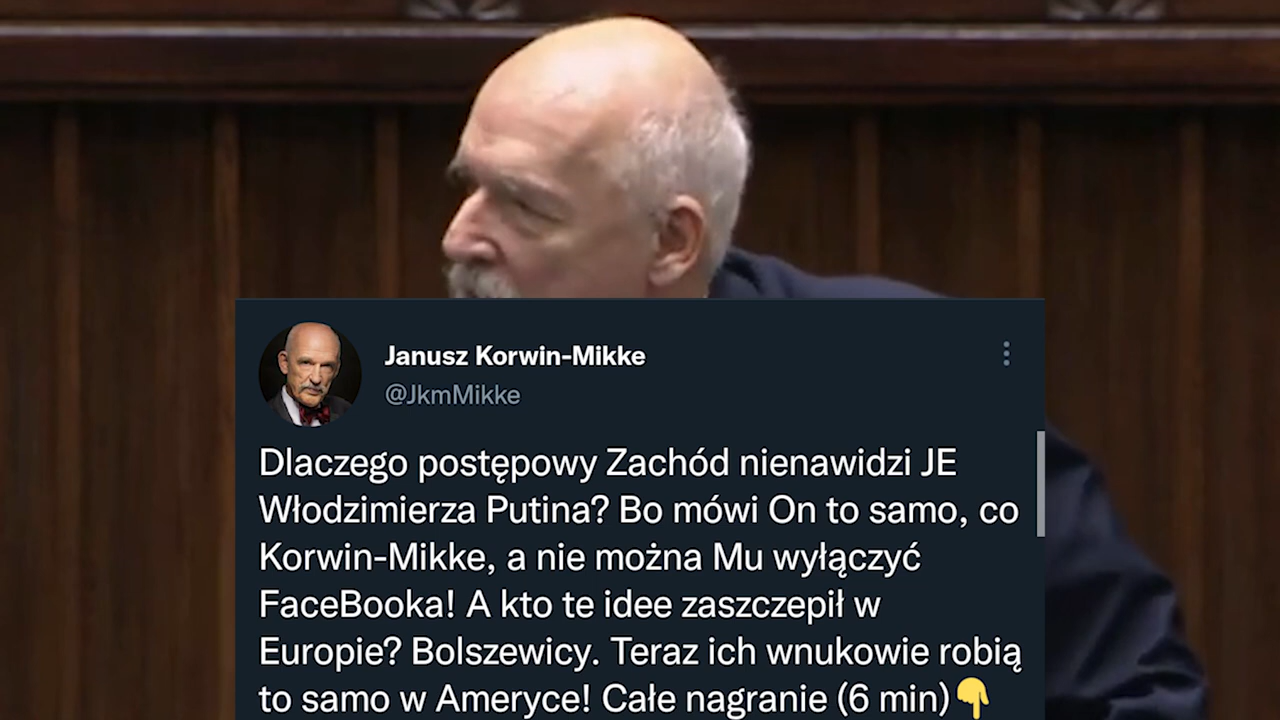 Janusz Korwin-Mikke
@JkmMikke
Dlaczego postępowy Zachód nienawidzi JE
Włodzimierza Putina? Bo mówi On to samo, co
Korwin-Mikke, a nie można Mu wyłączyć
FaceBooka! A kto te idee zaszczepił w
Europie? Bolszewicy. Teraz ich wnukowie robią
to samo w Ameryce! Całe nagranie (6 min)👇